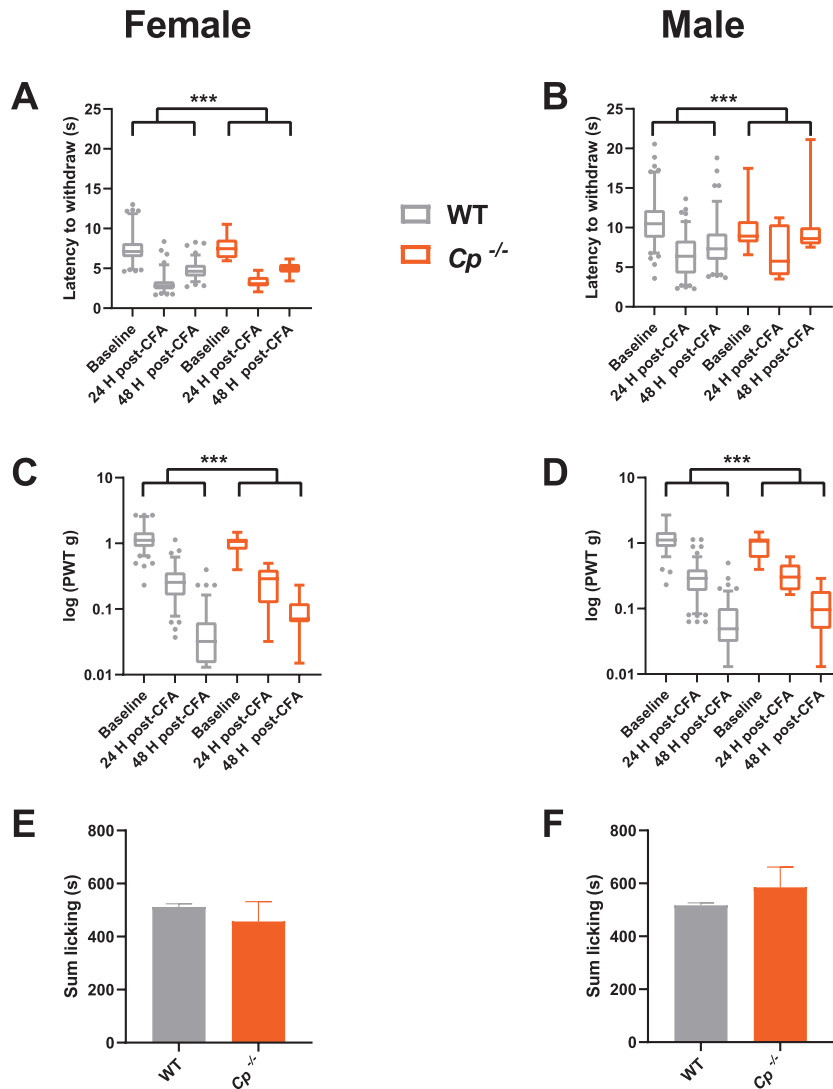 Female
Male
A
Latency to withdraw (s)
25
20
15
10
5
0
***
Baseline
24 H post-CFA
48 H post-CFA
Baseline
24 H post-CFA
48 H post-CFA
WT
Cp -/-
B
Latency to withdraw (s)
25
20
15
10
5
0
***
Baseline
24 H post-CFA
48 H post-CFA
Baseline
24 H post-CFA
48 H post-CFA
C
log (PWT g)
10
1
0.1
0.01
***
Baseline
24 H post-CFA
48 H post-CFA
Baseline
24 H post-CFA
48 H post-CFA
D
log (PWT g)
10
1
0.1
0.01
***
Baseline
24 H post-CFA
48 H post-CFA
Baseline
24 H post-CFA
48 H post-CFA
E
Sum licking (s)
800
600
400
200
0
WT
Cp -/-
F
Sum licking (s)
800
600
400
200
0
WT
Cp -/-